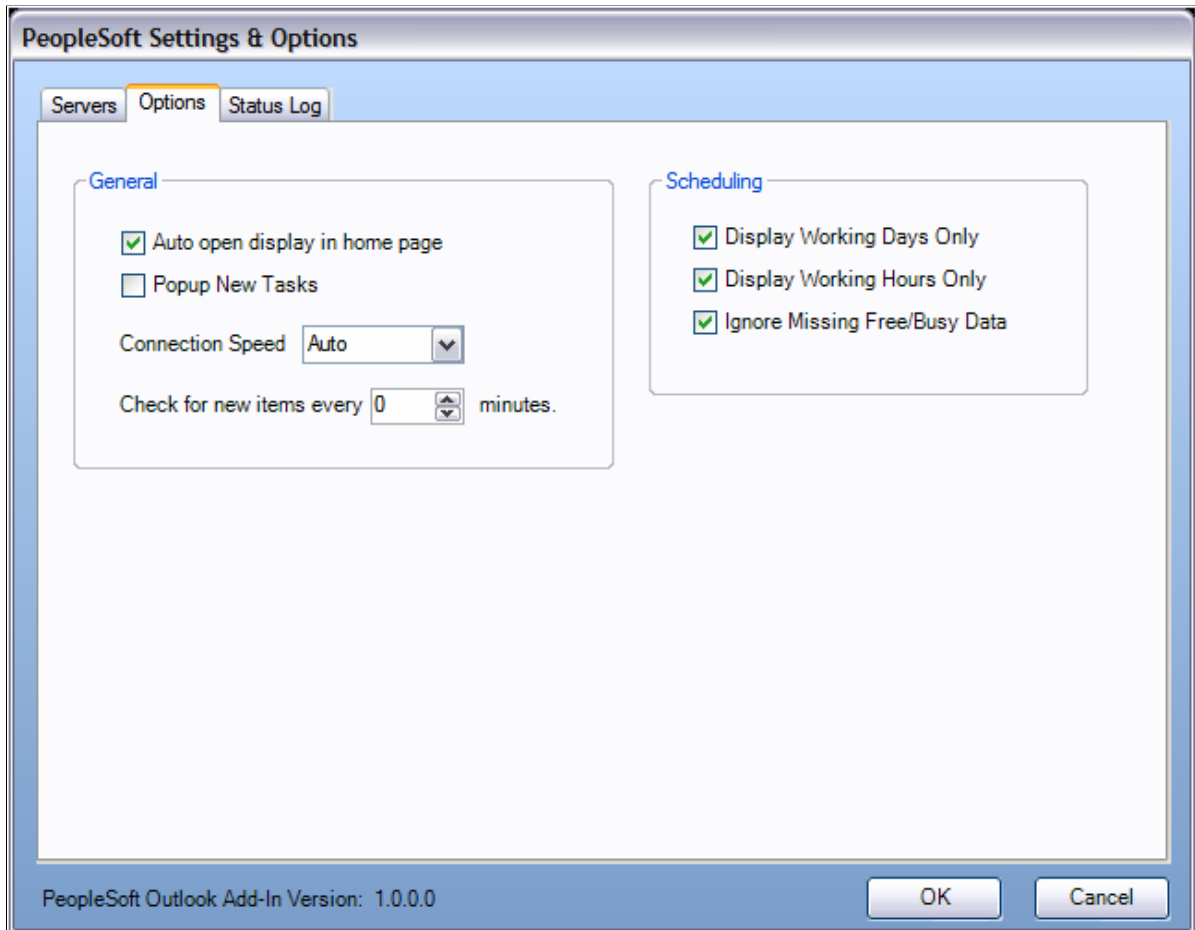 PeopleSoft Settings & Options
Servers Options Status Log
General
Auto open display in home page
Popup New Tasks
Connection Speed Auto
Check for new items every 0 minutes.
Scheduling
Display Working Days Only
Display Working Hours Only
Ignore Missing Free/Busy Data
PeopleSoft Outlook Add-In Version: 1.0.0.0
OK Cancel